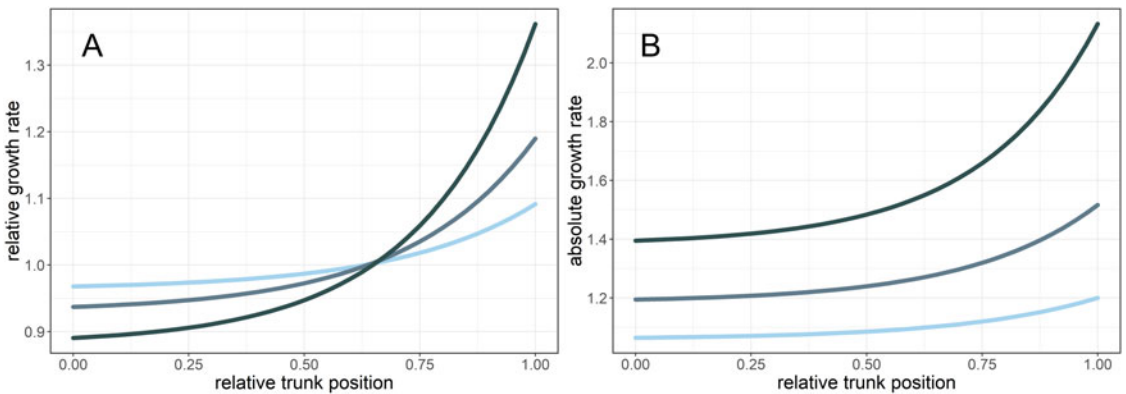 A
relative growth rate
1.3
1.2
1.1
1.0
0.9
0.00 0.25 0.50 0.75 1.00
relative trunk position
B
absolute growth rate
2.0
1.8
1.6
1.4
1.2
0.00 0.25 0.50 0.75 1.00
relative trunk position